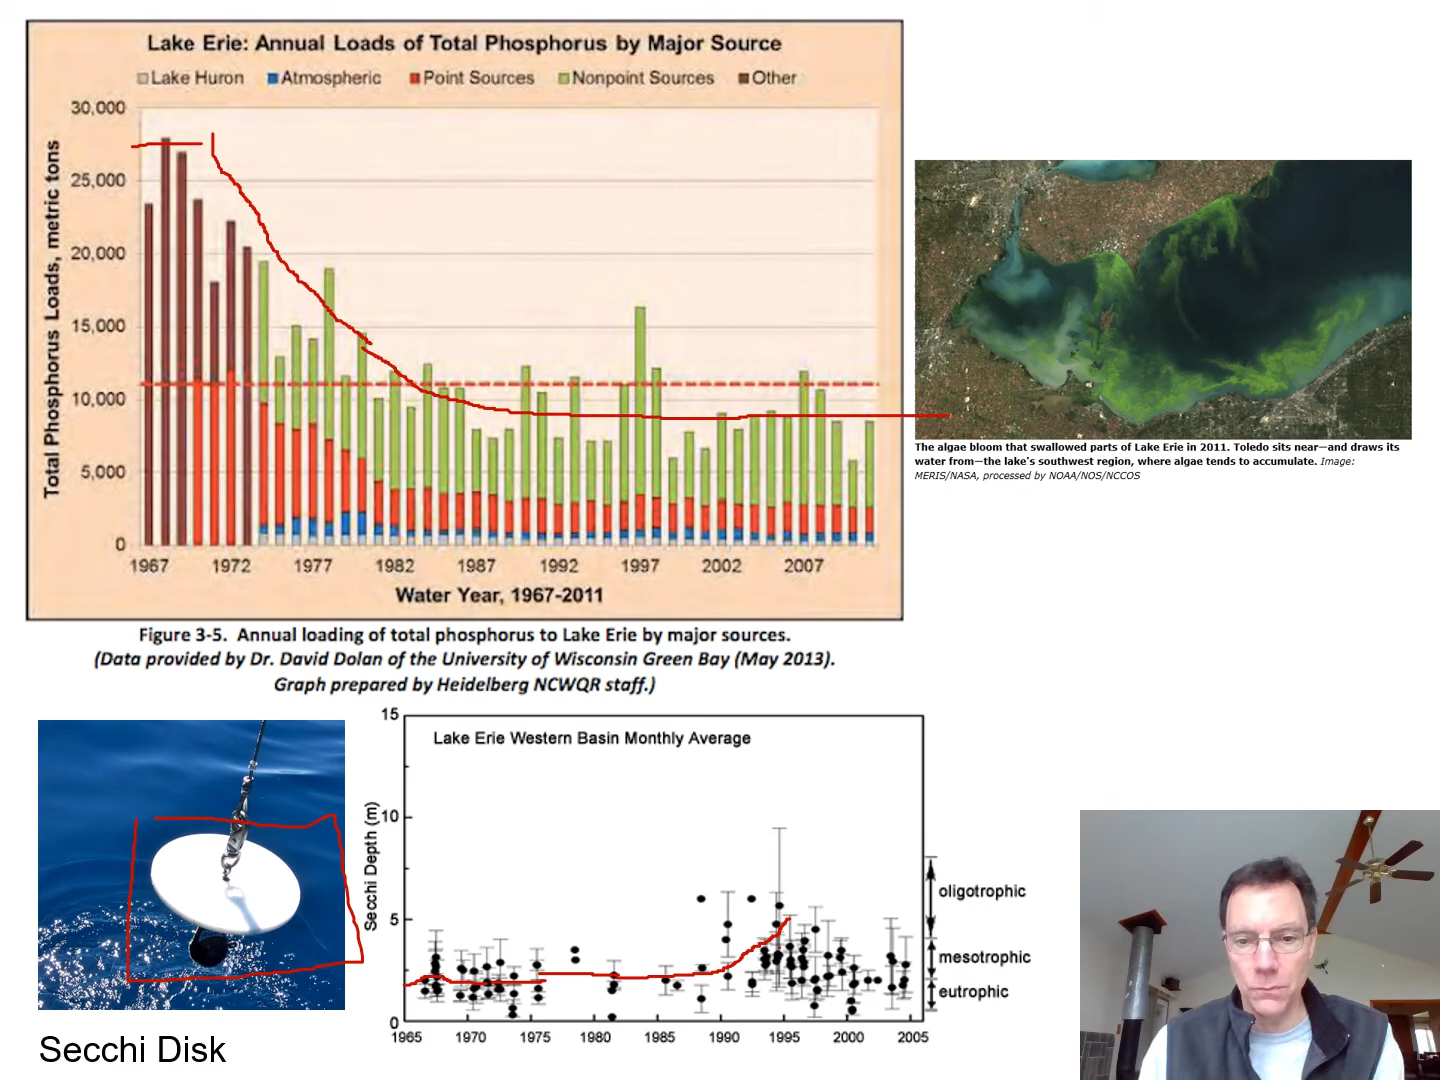 Lake Erie: Annual Loads of Total Phosphorus by Major Source
Lake Huron Atmospheric Point Sources Nonpoint Sources Other
Total Phosphorus Loads, metric tons
30,000
25,000
20,000
15,000
10,000
5,000
0
1967 1972 1977 1982 1987 1992 1997 2002 2007
Water Year, 1967-2011
Figure 3-5. Annual loading of total phosphorus to Lake Erie by major sources.
(Data provided by Dr. David Dolan of the University of Wisconsin Green Bay (May 2013).
Graph prepared by Heidelberg NCWQR staff.)
The algae bloom that swallowed parts of Lake Erie in 2011. Toledo sits near—and draws its
water from—the lake's southwest region, where algae tends to accumulate. Image:
MERIS/NASA, processed by NOAA/NOS/NCCOS
Secchi Disk
Lake Erie Western Basin Monthly Average
Secchi Depth (m)
15
10
5
0
1965 1970 1975 1980 1985 1990 1995 2000 2005
oligotrophic
mesotrophic
eutrophic